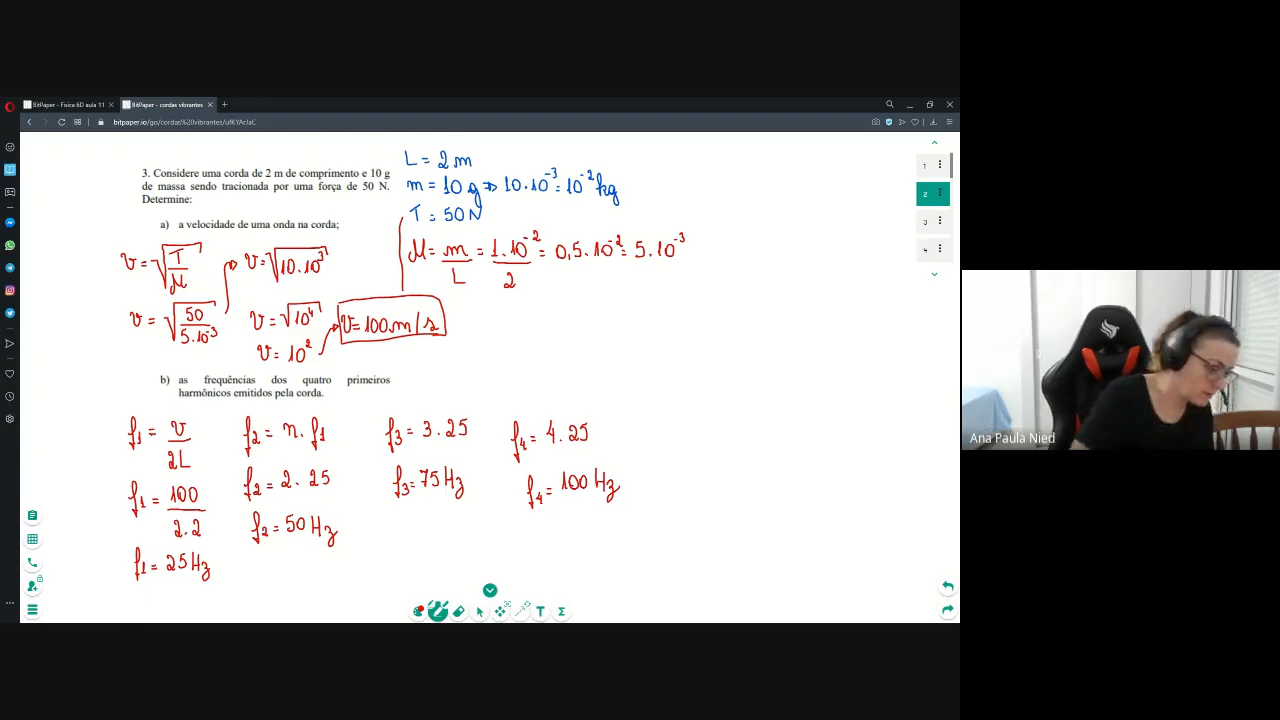 BitPaper - Física 6D aula 11
BitPaper - cordas vibrantes
bitpaper.io/go/cordas%20vibrantes/ufKYArJaC
3. Considere uma corda de 2 m de comprimento e 10 g
de massa sendo tracionada por uma força de 50 N.
Determine:
L = 2 m
m = 10 g => 10.10⁻³ = 10⁻² kg
T = 50 N
μ = m/L = 1.10⁻²/2 = 0,5.10⁻² = 5.10⁻³
a) a velocidade de uma onda na corda;
v = √(T/μ)
v = √(50/5.10⁻³)
v = √10.10³
v = √10⁴
v = 10²
v = 100 m/s
b) as frequências dos quatro primeiros
harmônicos emitidos pela corda.
f₁ = v/2L
f₁ = 100/2.2
f₁ = 25 Hz
f₂ = n.f₁
f₂ = 2.25
f₂ = 50 Hz
f₃ = 3.25
f₃ = 75 Hz
f₄ = 4.25
f₄ = 100 Hz
1
2
3
4
T
Σ
Ana Paula Nied